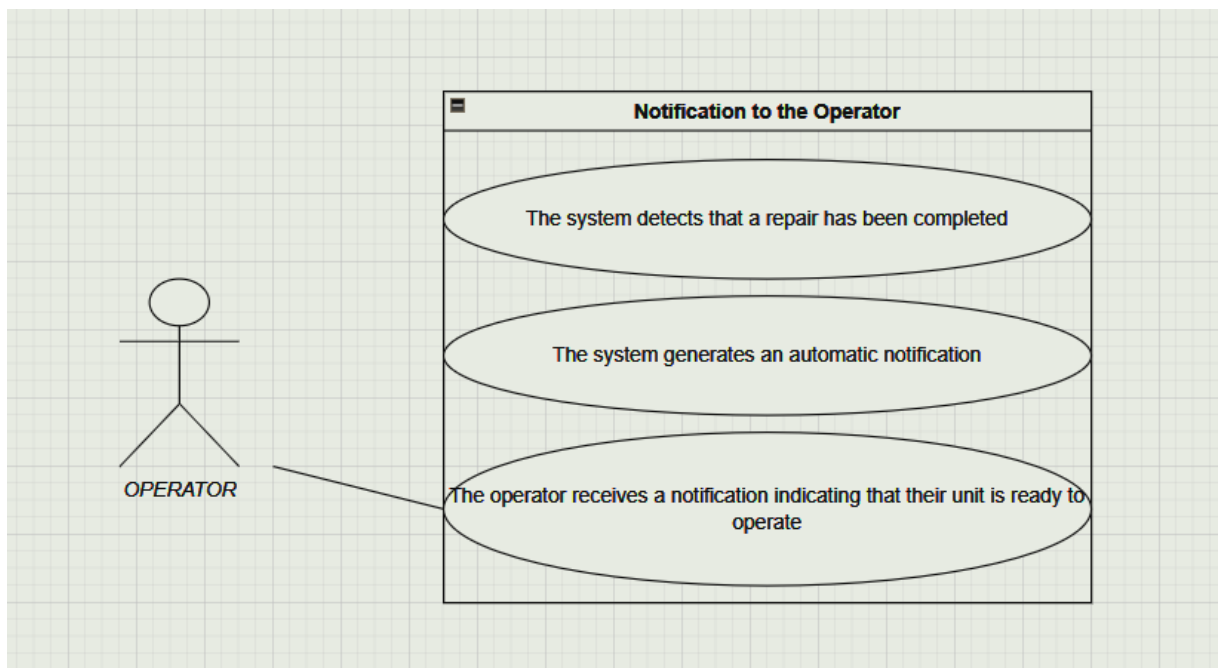 Notification to the Operator
The system detects that a repair has been completed
The system generates an automatic notification
The operator receives a notification indicating that their unit is ready to
operate
OPERATOR